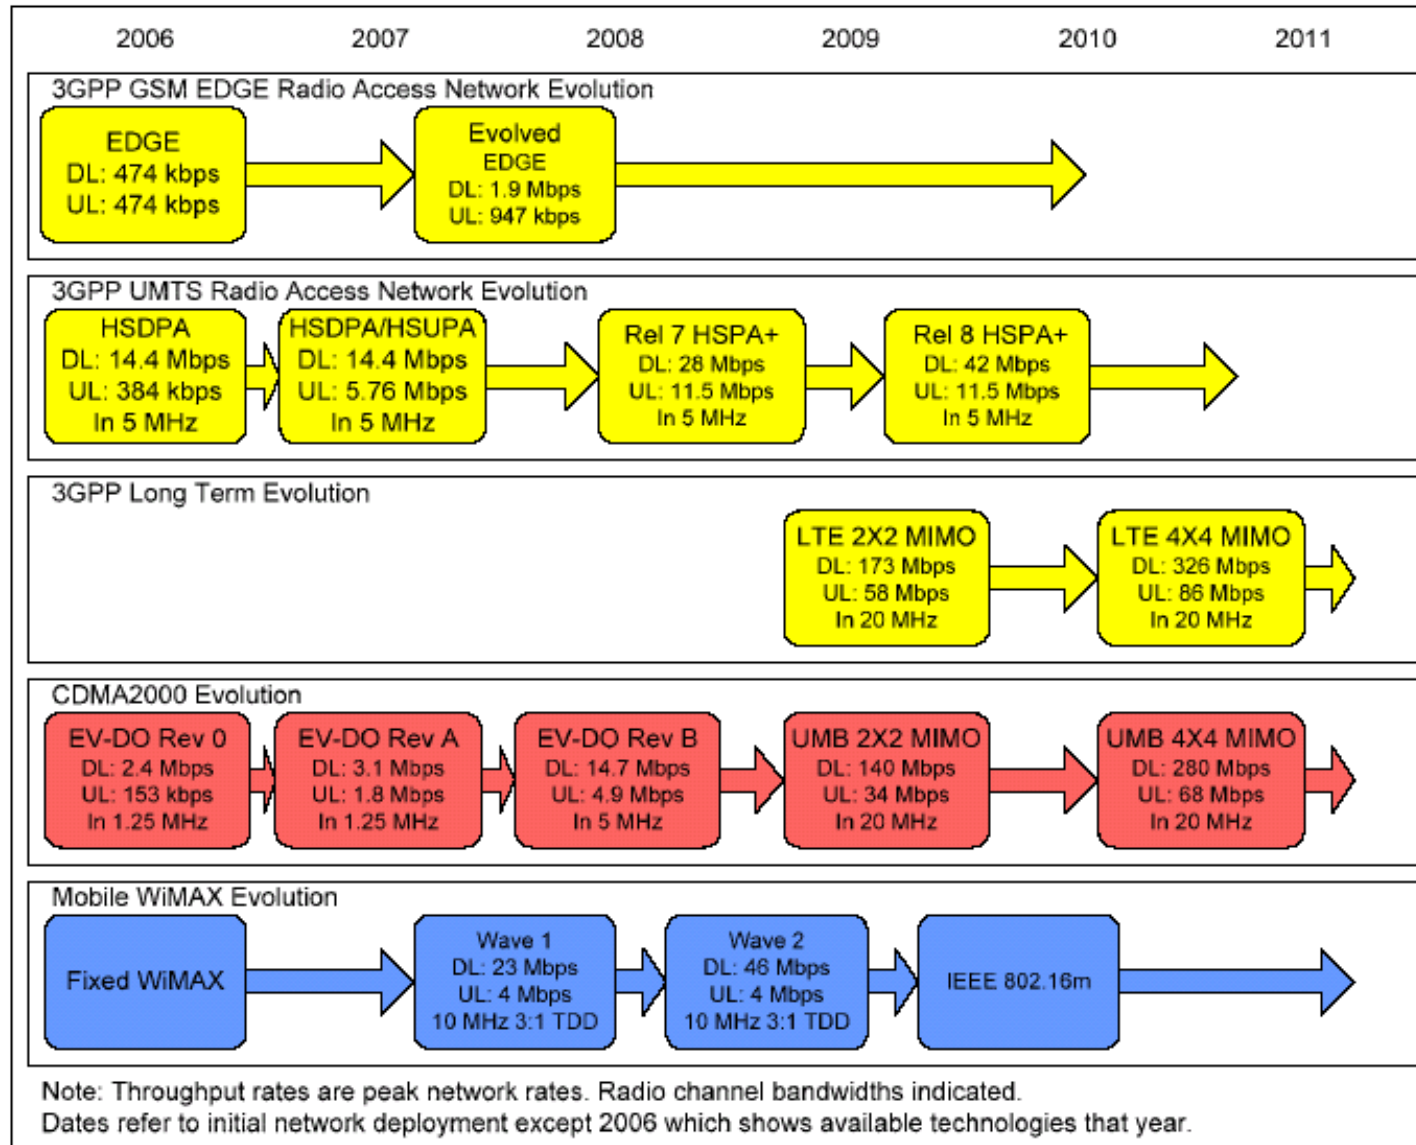 2006 2007 2008 2009 2010 2011
3GPP GSM EDGE Radio Access Network Evolution
EDGE
DL: 474 kbps
UL: 474 kbps
Evolved
EDGE
DL: 1.9 Mbps
UL: 947 kbps
3GPP UMTS Radio Access Network Evolution
HSDPA
DL: 14.4 Mbps
UL: 384 kbps
In 5 MHz
HSDPA/HSUPA
DL: 14.4 Mbps
UL: 5.76 Mbps
In 5 MHz
Rel 7 HSPA+
DL: 28 Mbps
UL: 11.5 Mbps
In 5 MHz
Rel 8 HSPA+
DL: 42 Mbps
UL: 11.5 Mbps
In 5 MHz
3GPP Long Term Evolution
LTE 2X2 MIMO
DL: 173 Mbps
UL: 58 Mbps
In 20 MHz
LTE 4X4 MIMO
DL: 326 Mbps
UL: 86 Mbps
In 20 MHz
CDMA2000 Evolution
EV-DO Rev 0
DL: 2.4 Mbps
UL: 153 kbps
In 1.25 MHz
EV-DO Rev A
DL: 3.1 Mbps
UL: 1.8 Mbps
In 1.25 MHz
EV-DO Rev B
DL: 14.7 Mbps
UL: 4.9 Mbps
In 5 MHz
UMB 2X2 MIMO
DL: 140 Mbps
UL: 34 Mbps
In 20 MHz
UMB 4X4 MIMO
DL: 280 Mbps
UL: 68 Mbps
In 20 MHz
Mobile WiMAX Evolution
Fixed WiMAX
Wave 1
DL: 23 Mbps
UL: 4 Mbps
10 MHz 3:1 TDD
Wave 2
DL: 46 Mbps
UL: 4 Mbps
10 MHz 3:1 TDD
IEEE 802.16m
Note: Throughput rates are peak network rates. Radio channel bandwidths indicated.
Dates refer to initial network deployment except 2006 which shows available technologies that year.